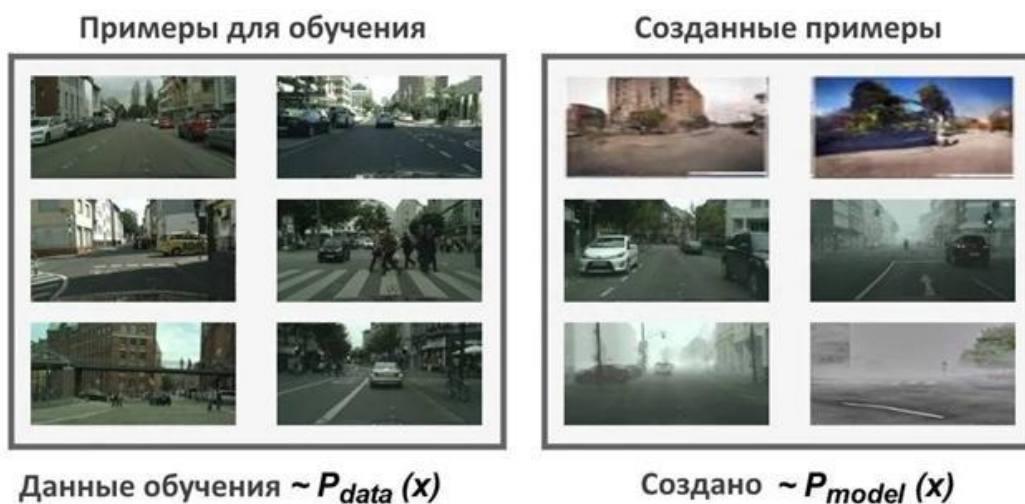 Примеры для обучения
Созданные примеры
Данные обучения ~ P_data (x)
Создано ~ P_model (x)